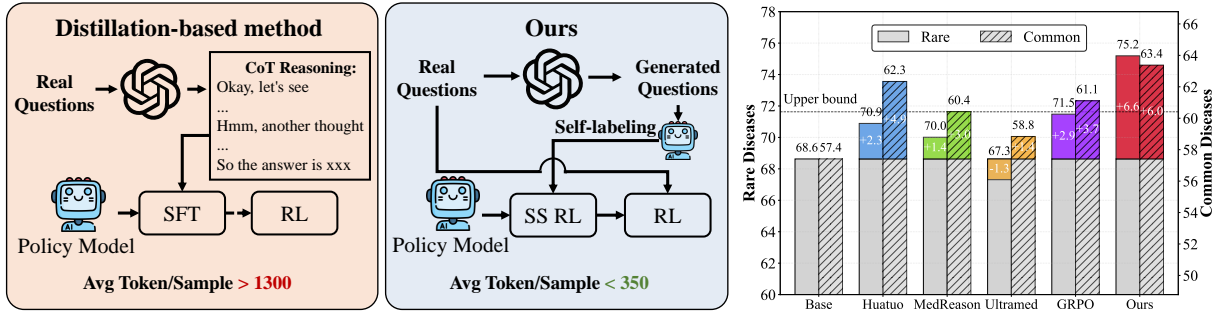 Distillation-based method
Real
Questions
CoT Reasoning:
Okay, let's see
...
Hmm, another thought
...
So the answer is xxx
SFT
RL
AI
Policy Model
Avg Token/Sample > 1300
Ours
Real
Questions
Generated
Questions
Self-labeling
AI
SS RL
RL
Policy Model
Avg Token/Sample < 350
Rare Diseases
78
76
74
72
70
68
66
64
62
60
Rare
Common
Upper bound
68.6
57.4
70.9
62.3
+2.3
+4.9
70.0
60.4
+1.4
+3.0
67.3
58.8
-1.3
+1.4
71.5
61.1
+2.9
+3.7
75.2
63.4
+6.6
+6.0
Base
Huatuo
MedReason
Ultramed
GRPO
Ours
66
64
62
60
58
56
54
52
50
Common Diseases